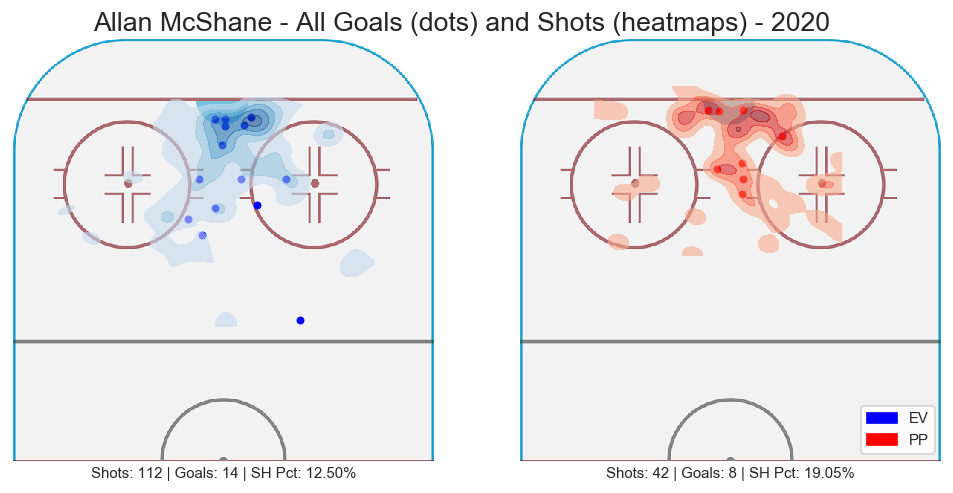 Allan McShane - All Goals (dots) and Shots (heatmaps) - 2020
EV
PP
Shots: 112 | Goals: 14 | SH Pct: 12.50%
Shots: 42 | Goals: 8 | SH Pct: 19.05%